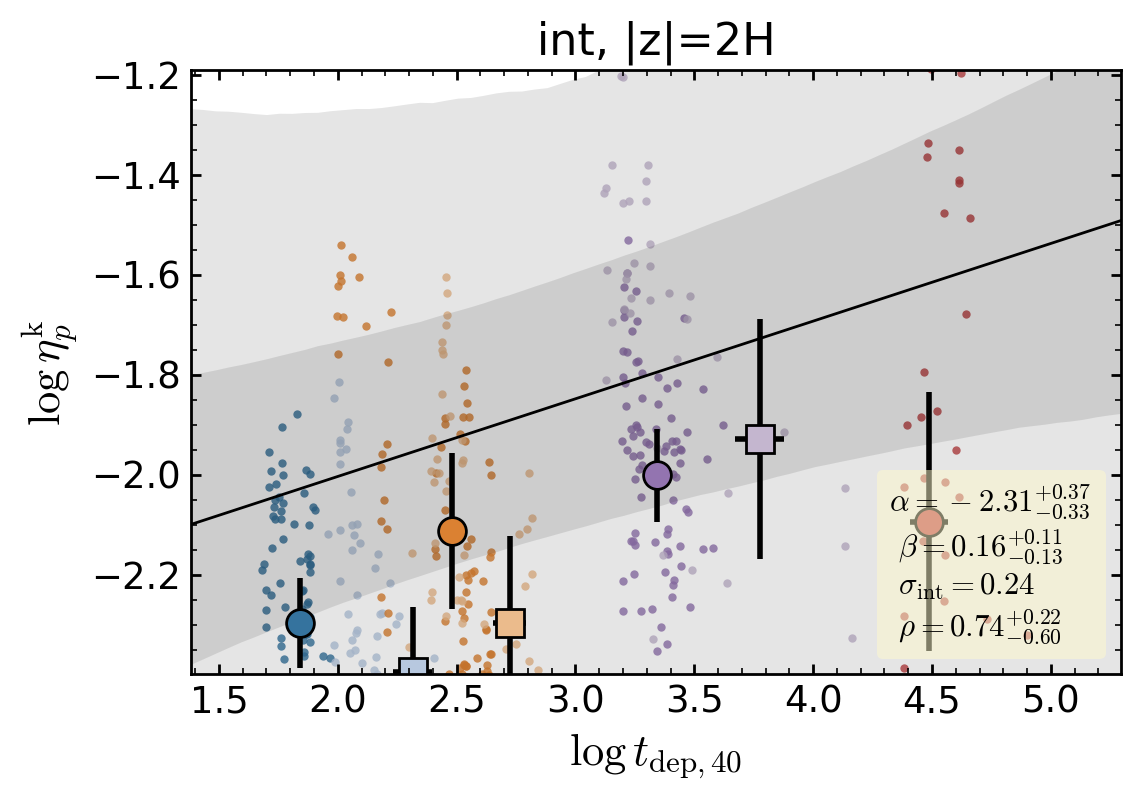 int, |z|=2H
−1.2
−1.4
−1.6
−1.8
−2.0
−2.2
log η_p^k
α = −2.31^{+0.37}_{−0.33}
β = 0.16^{+0.11}_{−0.13}
σ_int = 0.24
ρ = 0.74^{+0.22}_{−0.60}
1.5 2.0 2.5 3.0 3.5 4.0 4.5 5.0
log t_{dep, 40}